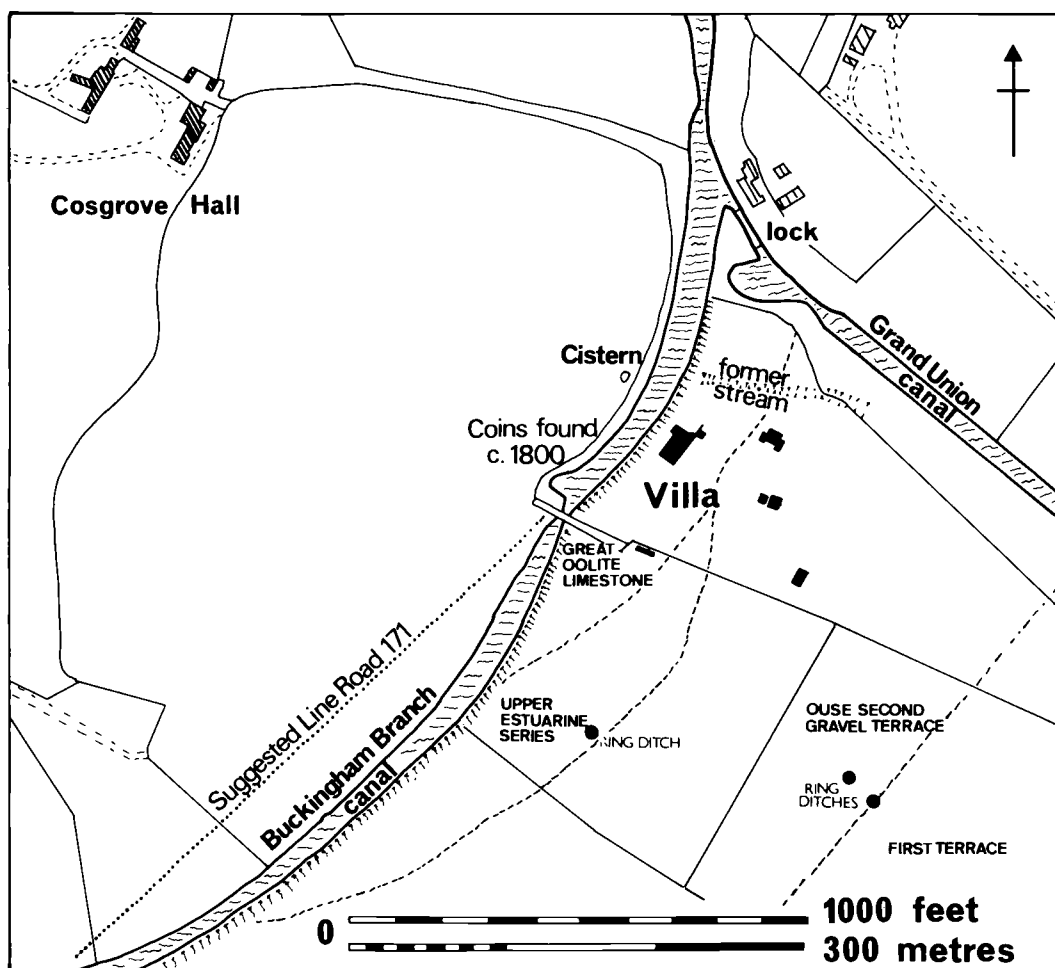 Cosgrove Hall
lock
Grand Union
canal
Cistern
former
stream
Coins found
c. 1800
Villa
GREAT
OOLITE
LIMESTONE
Suggested Line Road 171
Buckingham Branch
canal
UPPER
ESTUARINE
SERIES
RING DITCH
OUSE SECOND
GRAVEL TERRACE
RING
DITCHES
FIRST TERRACE
0
1000 feet
300 metres